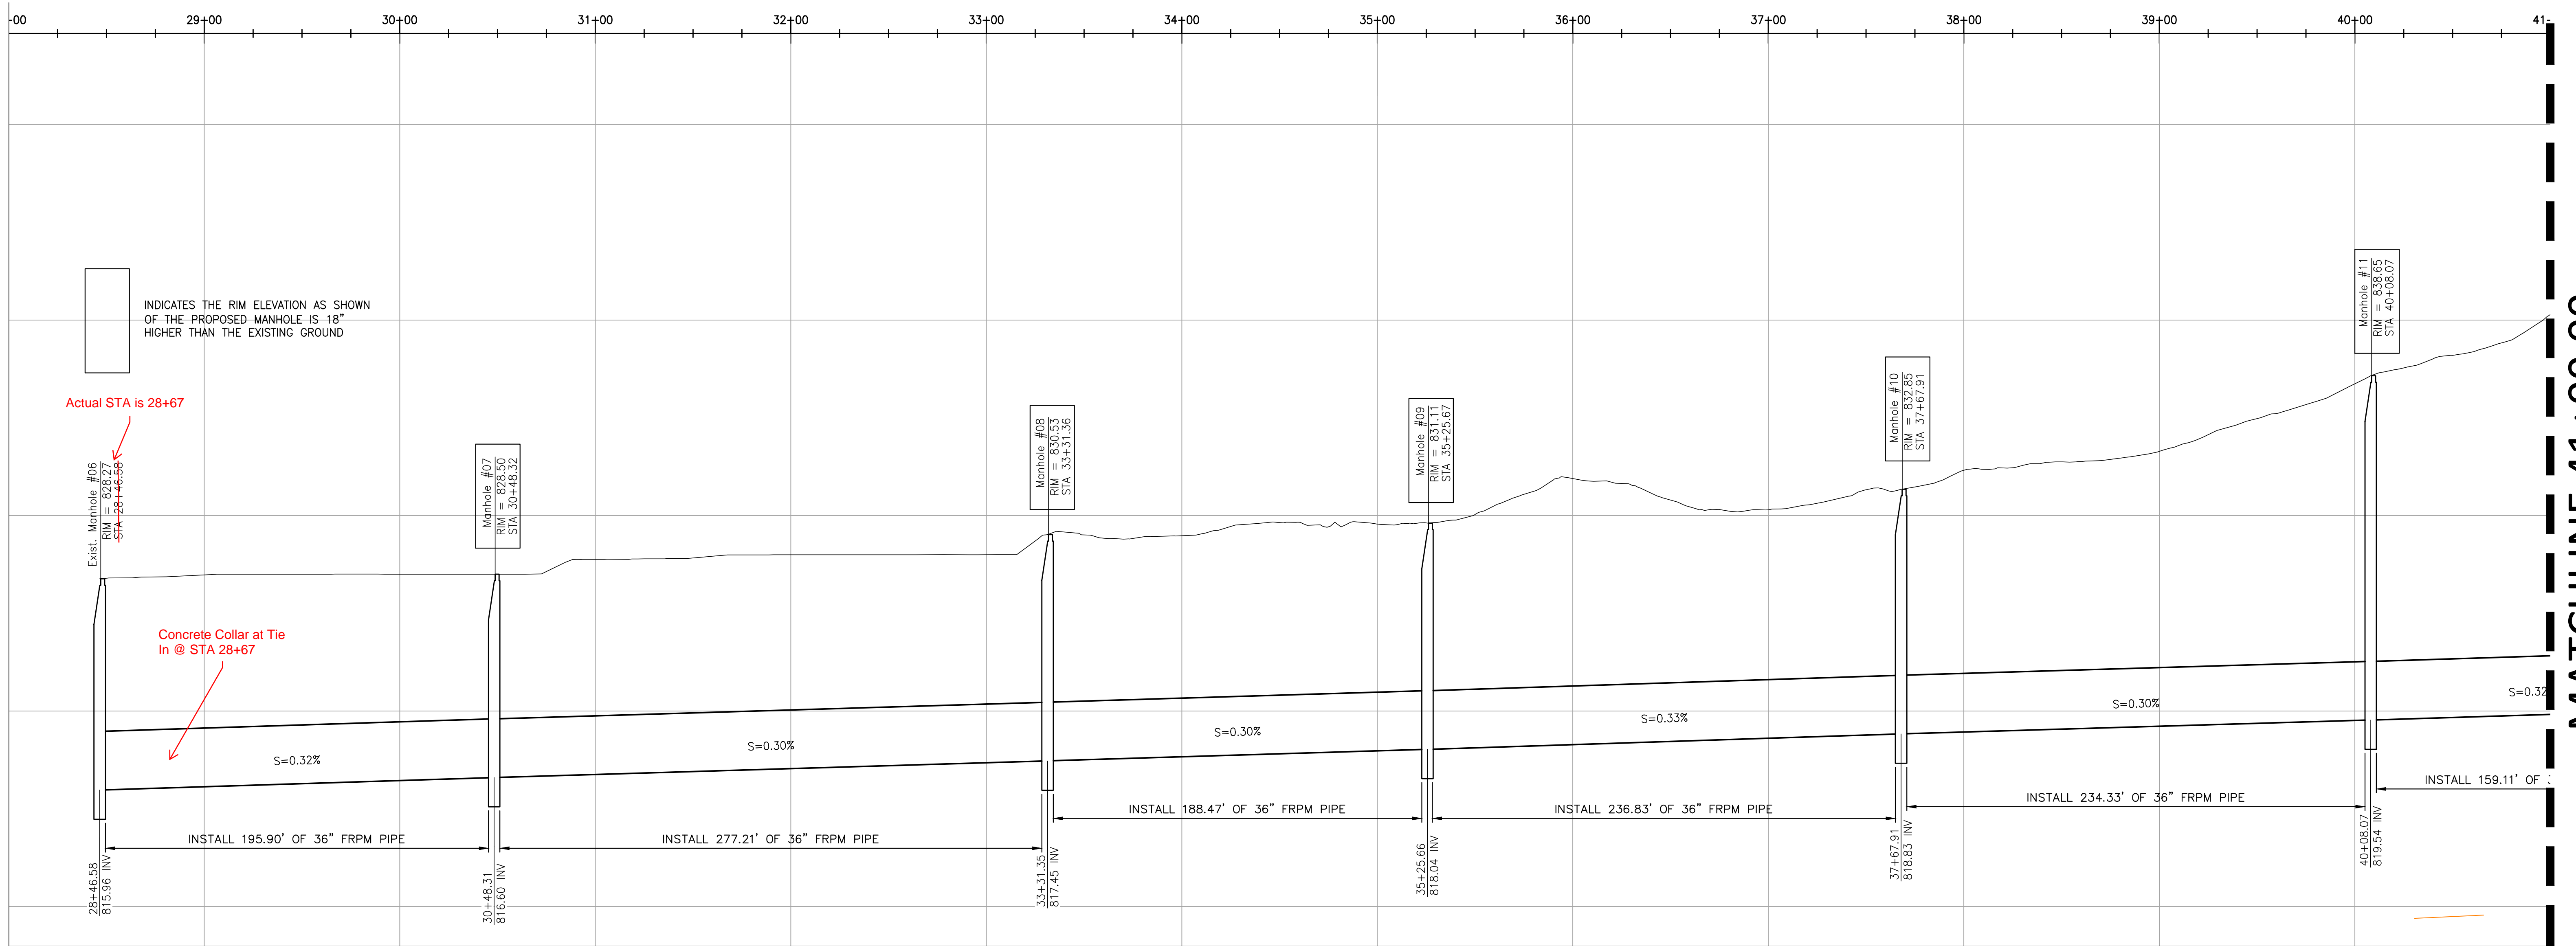 -00
29+00
30+00
31+00
32+00
33+00
34+00
35+00
36+00
37+00
38+00
39+00
40+00
41-
INDICATES THE RIM ELEVATION AS SHOWN
OF THE PROPOSED MANHOLE IS 18"
HIGHER THAN THE EXISTING GROUND
Actual STA is 28+67
Exist. Manhole #06
RIM = 828.27
STA 28+46.58
Manhole #07
RIM = 828.50
STA 30+48.32
Manhole #08
RIM = 830.53
STA 33+31.36
Manhole #09
RIM = 831.11
STA 35+25.67
Manhole #10
RIM = 832.85
STA 37+67.91
Manhole #11
RIM = 838.65
STA 40+08.07
Concrete Collar at Tie
In @ STA 28+67
S=0.32%
S=0.30%
S=0.30%
S=0.33%
S=0.30%
S=0.32
INSTALL 195.90' OF 36" FRPM PIPE
INSTALL 277.21' OF 36" FRPM PIPE
INSTALL 188.47' OF 36" FRPM PIPE
INSTALL 236.83' OF 36" FRPM PIPE
INSTALL 234.33' OF 36" FRPM PIPE
INSTALL 159.11' OF
28+46.58
815.96 INV
30+48.31
816.60 INV
33+31.35
817.45 INV
35+25.66
818.04 INV
37+67.91
818.83 INV
40+08.07
819.54 INV